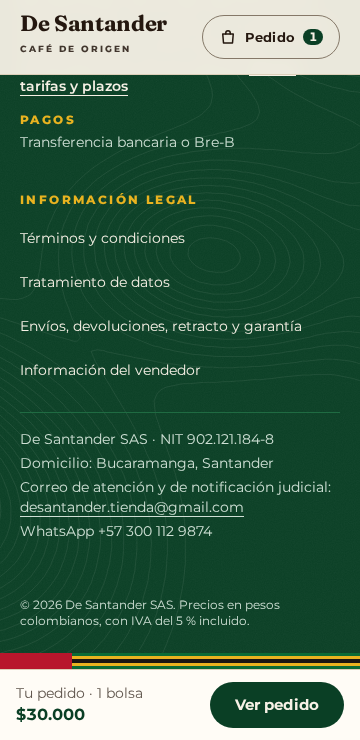 De Santander
CAFÉ DE ORIGEN
Pedido 1
tarifas y plazos
PAGOS
Transferencia bancaria o Bre-B
INFORMACIÓN LEGAL
Términos y condiciones
Tratamiento de datos
Envíos, devoluciones, retracto y garantía
Información del vendedor
De Santander SAS · NIT 902.121.184-8
Domicilio: Bucaramanga, Santander
Correo de atención y de notificación judicial:
desantander.tienda@gmail.com
WhatsApp +57 300 112 9874
© 2026 De Santander SAS. Precios en pesos
colombianos, con IVA del 5 % incluido.
Tu pedido · 1 bolsa
$30.000
Ver pedido